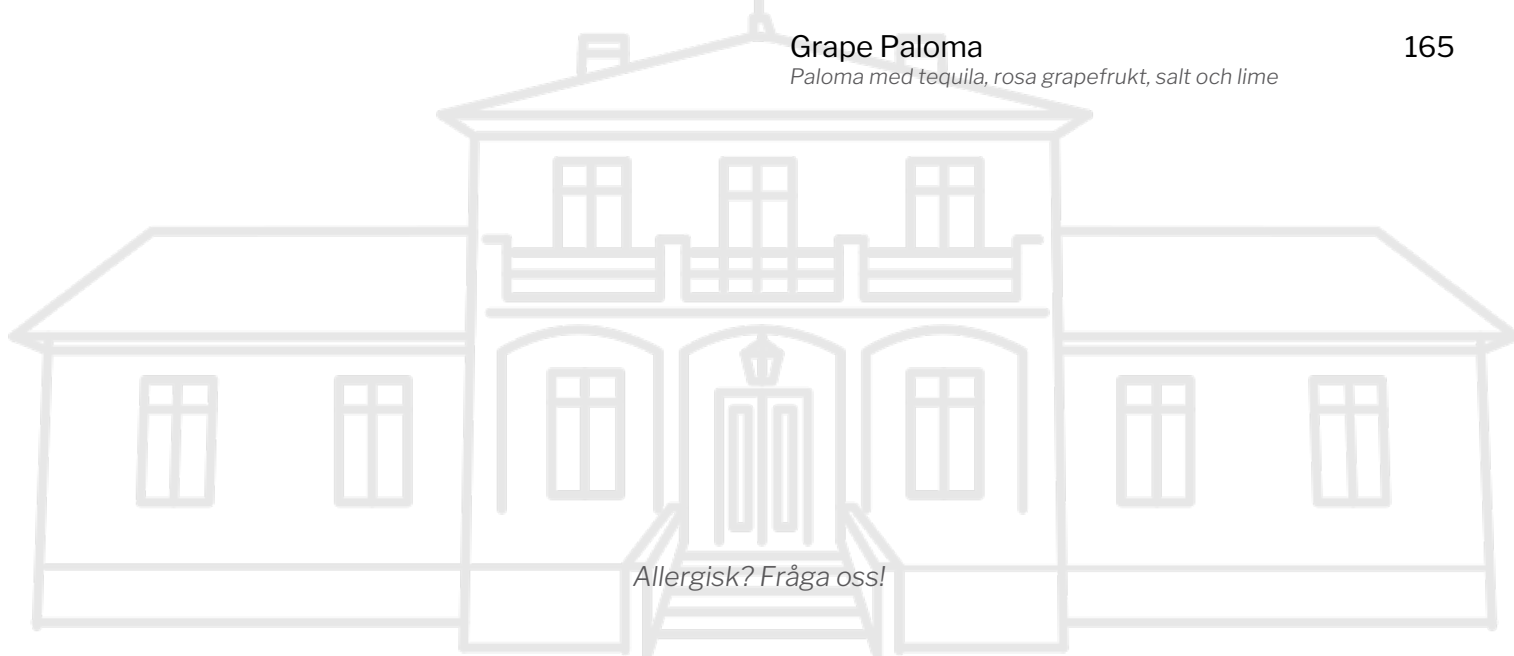 Grape Paloma 165
Paloma med tequila, rosa grapefrukt, salt och lime
Allergisk? Fråga oss!